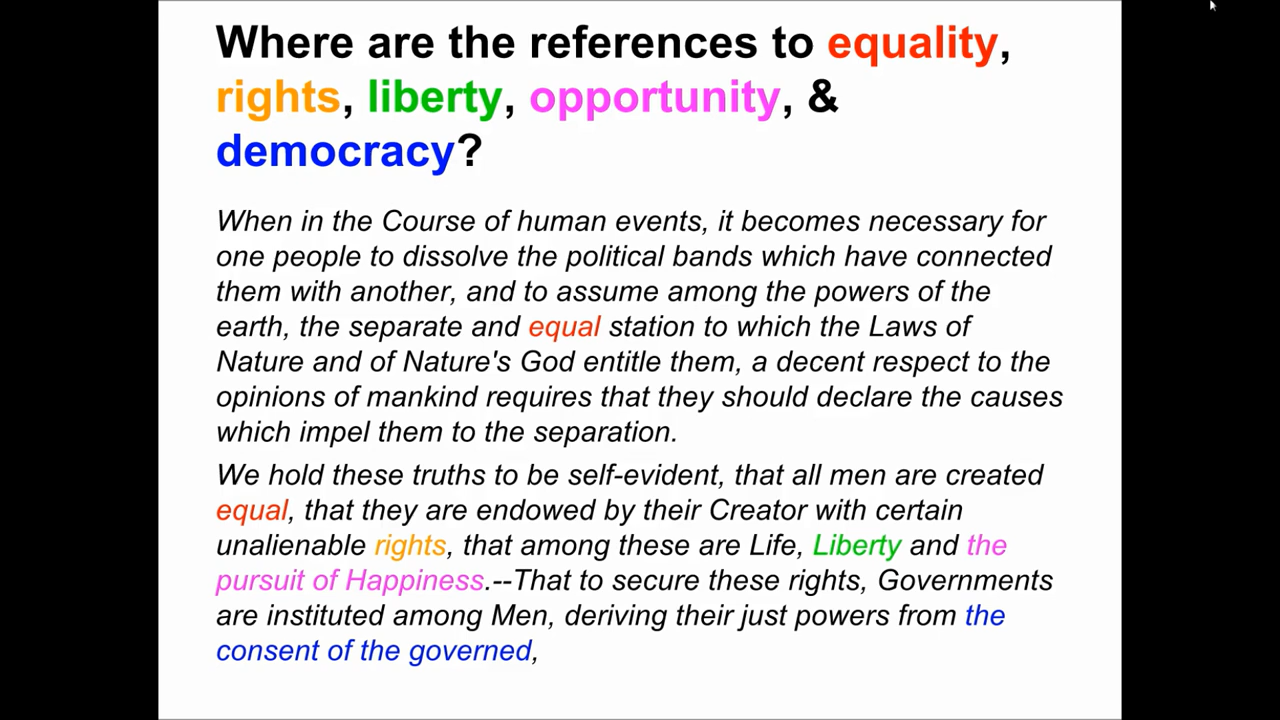 Where are the references to equality,
rights, liberty, opportunity, &
democracy?
When in the Course of human events, it becomes necessary for
one people to dissolve the political bands which have connected
them with another, and to assume among the powers of the
earth, the separate and equal station to which the Laws of
Nature and of Nature's God entitle them, a decent respect to the
opinions of mankind requires that they should declare the causes
which impel them to the separation.
We hold these truths to be self-evident, that all men are created
equal, that they are endowed by their Creator with certain
unalienable rights, that among these are Life, Liberty and the
pursuit of Happiness.--That to secure these rights, Governments
are instituted among Men, deriving their just powers from the
consent of the governed,